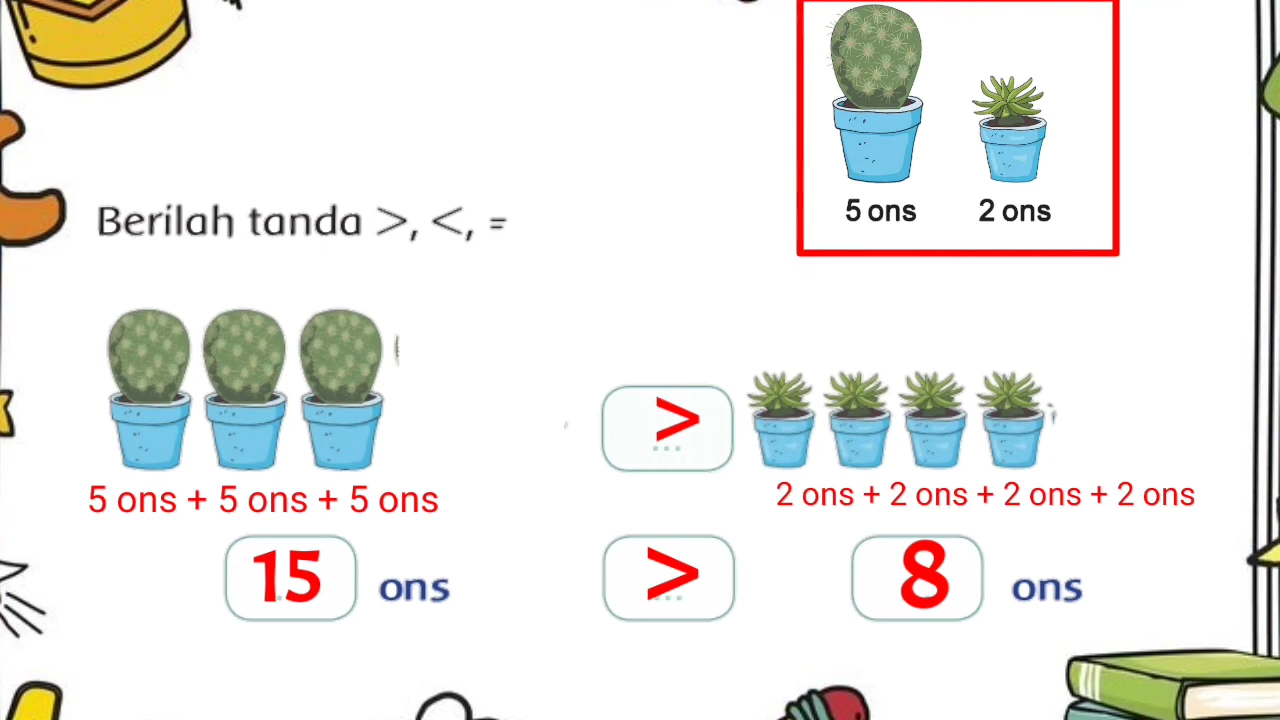 5 ons 2 ons
Berilah tanda >, <, =
> ...
5 ons + 5 ons + 5 ons
2 ons + 2 ons + 2 ons + 2 ons
15 ons > ... 8 ons